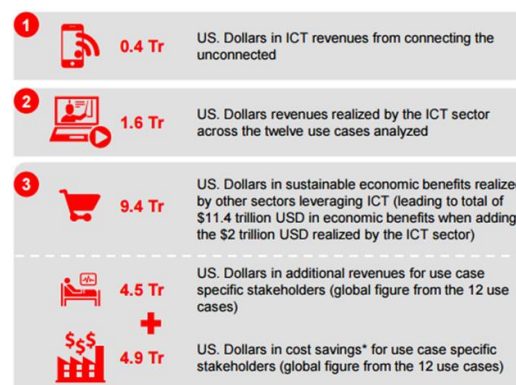 1
0.4 Tr
US. Dollars in ICT revenues from connecting the
unconnected
2
1.6 Tr
US. Dollars revenues realized by the ICT sector
across the twelve use cases analyzed
3
9.4 Tr
US. Dollars in sustainable economic benefits realize
by other sectors leveraging ICT (leading to total of
$11.4 trillion USD in economic benefits when adding
the $2 trillion USD realized by the ICT sector)
4.5 Tr
US. Dollars in additional revenues for use case
specific stakeholders (global figure from the 12 use
cases)
+
$$$
4.9 Tr
US. Dollars in cost savings* for use case specific
stakeholders (global figure from the 12 use cases)